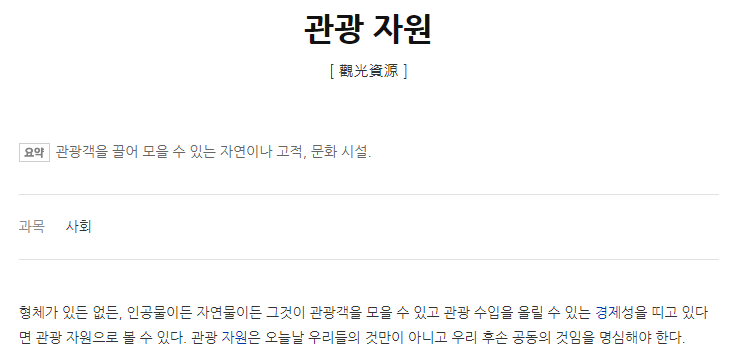 관광 자원
[ 觀光資源 ]
요약 관광객을 끌어 모을 수 있는 자연이나 고적, 문화 시설.
과목 사회
형체가 있든 없든, 인공물이든 자연물이든 그것이 관광객을 모을 수 있고 관광 수입을 올릴 수 있는 경제성을 띠고 있다
면 관광 자원으로 볼 수 있다. 관광 자원은 오늘날 우리들의 것만이 아니고 우리 후손 공동의 것임을 명심해야 한다.